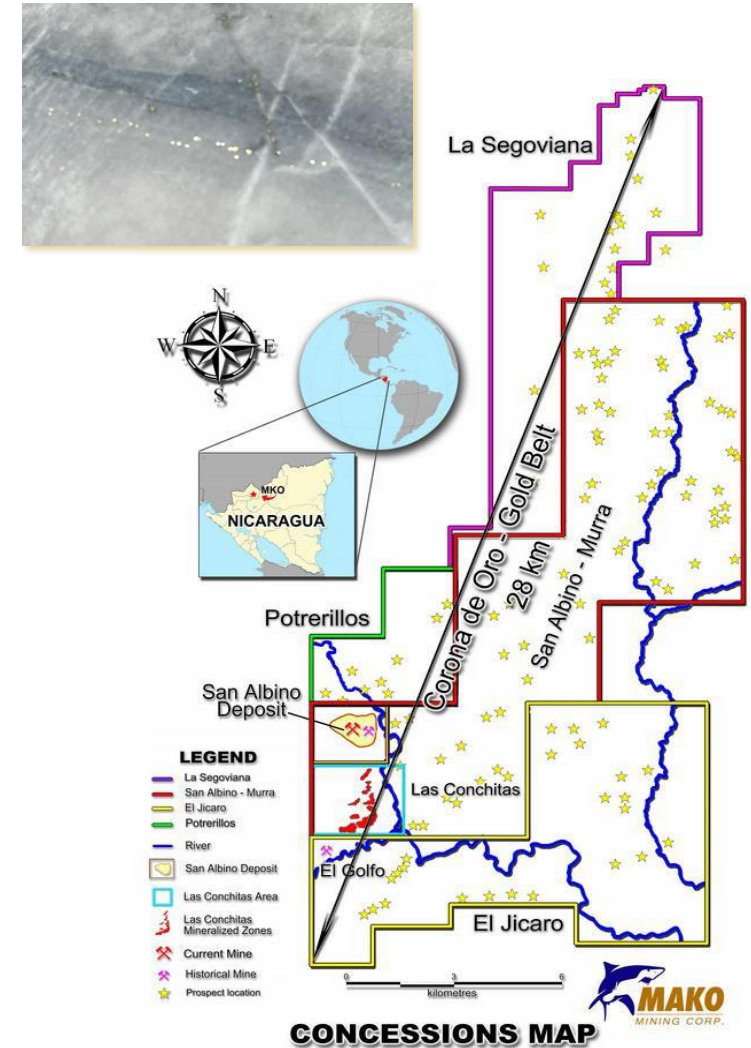 La Segoviana
N
W
E
S
MKO
NICARAGUA
Corona de Oro - Gold Belt
28 km
San Albino - Murra
Potrerillos
San Albino
Deposit
Las Conchitas
El Golfo
El Jicaro
LEGEND
La Segoviana
San Albino - Murra
El Jicaro
Potrerillos
River
San Albino Deposit
Las Conchitas Area
Las Conchitas
Mineralized Zones
Current Mine
Historical Mine
Prospect location
0 3 6
kilometres
MAKO
MINING CORP.
CONCESSIONS MAP